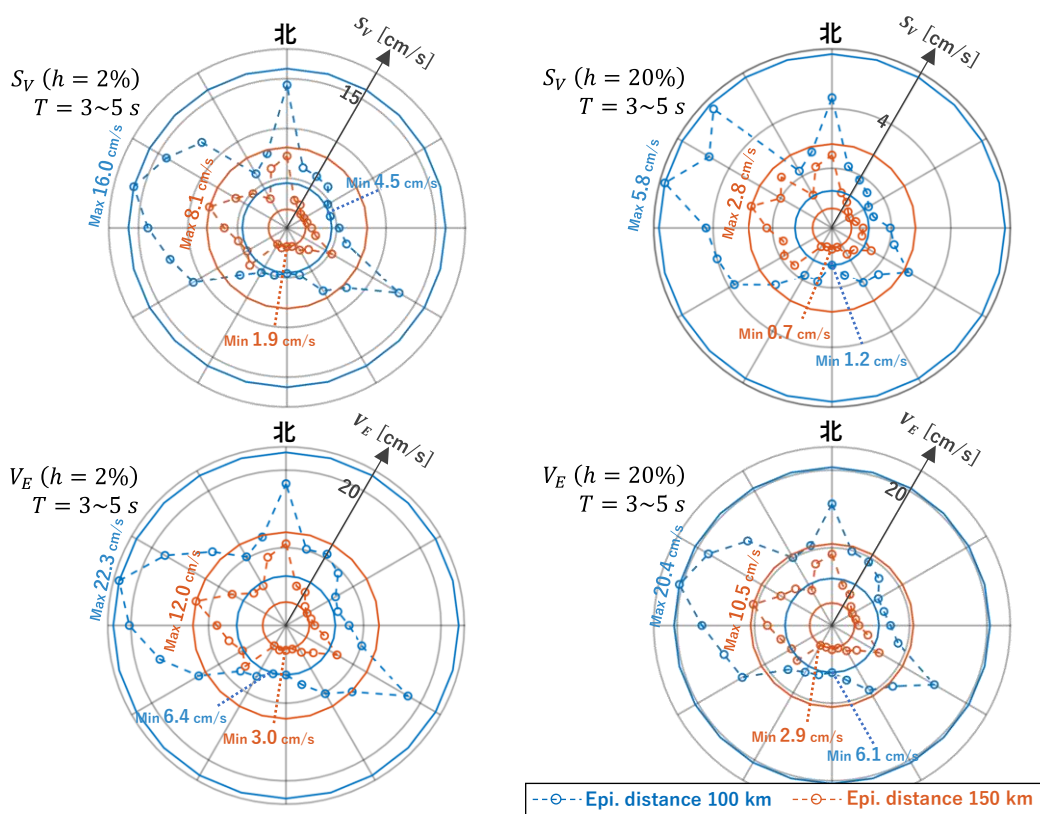 北
S_V [cm/s]
S_V (h = 2%)
T = 3~5 s
15
Max 16.0 cm/s
Max 8.1 cm/s
Min 4.5 cm/s
Min 1.9 cm/s
北
S_V [cm/s]
S_V (h = 20%)
T = 3~5 s
4
Max 5.8 cm/s
Max 2.8 cm/s
Min 0.7 cm/s
Min 1.2 cm/s
北
V_E [cm/s]
V_E (h = 2%)
T = 3~5 s
20
Max 22.3 cm/s
Max 12.0 cm/s
Min 6.4 cm/s
Min 3.0 cm/s
北
V_E [cm/s]
V_E (h = 20%)
T = 3~5 s
20
Max 20.4 cm/s
Max 10.5 cm/s
Min 2.9 cm/s
Min 6.1 cm/s
Epi. distance 100 km
Epi. distance 150 km